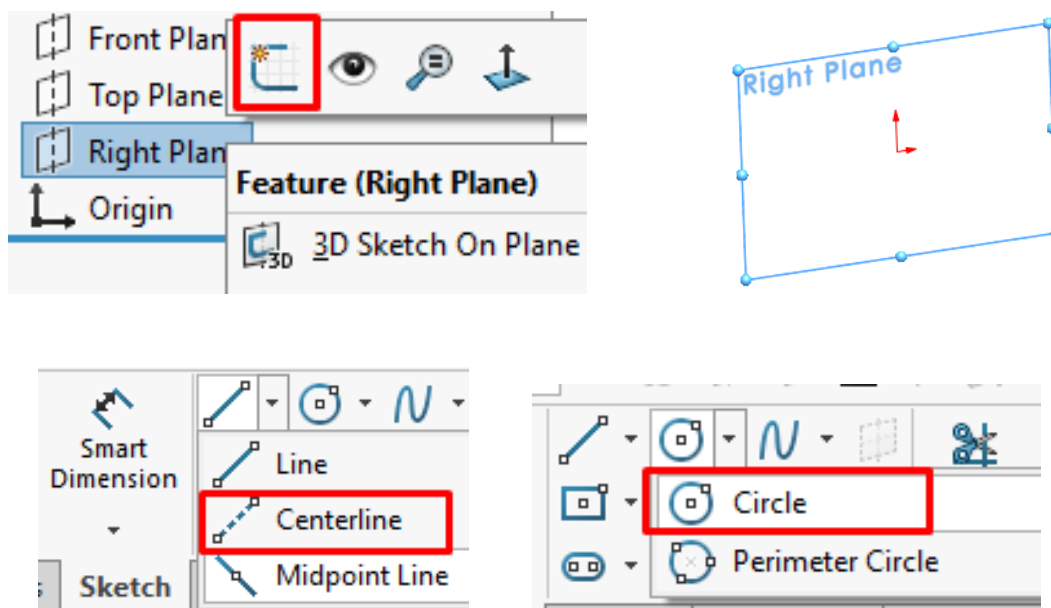 Front Plan
Top Plane
Right Plan
Origin
Feature (Right Plane)
3D
3D Sketch On Plane
Right Plane
Smart
Dimension
Line
Centerline
Midpoint Line
Sketch
Circle
Perimeter Circle